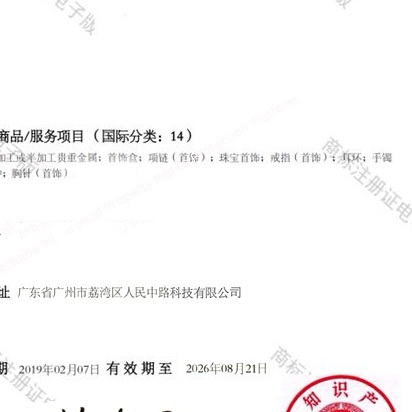 电子版
商品/服务项目（国际分类：14）
加工或半加工贵重金属；首饰盒；项链（首饰）；珠宝首饰；戒指（首饰）；耳环；手镯
；胸针（首饰）
商标注册证电
址 广东省广州市荔湾区人民中路科技有限公司
期 2019年02月07日 有效期至 2026年08月21日
商标注册证
册证电
知识产